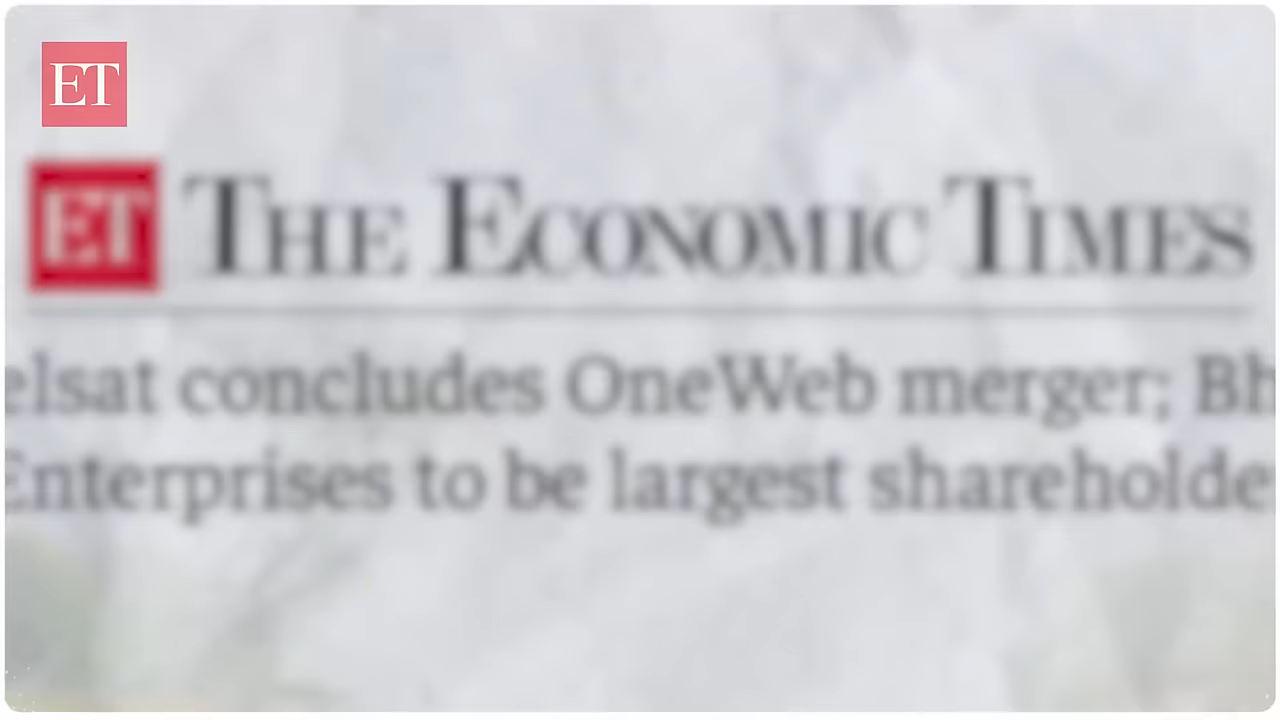 ET
ET THE ECONOMIC TIMES
elsat concludes OneWeb merger; Bh
Enterprises to be largest shareholde